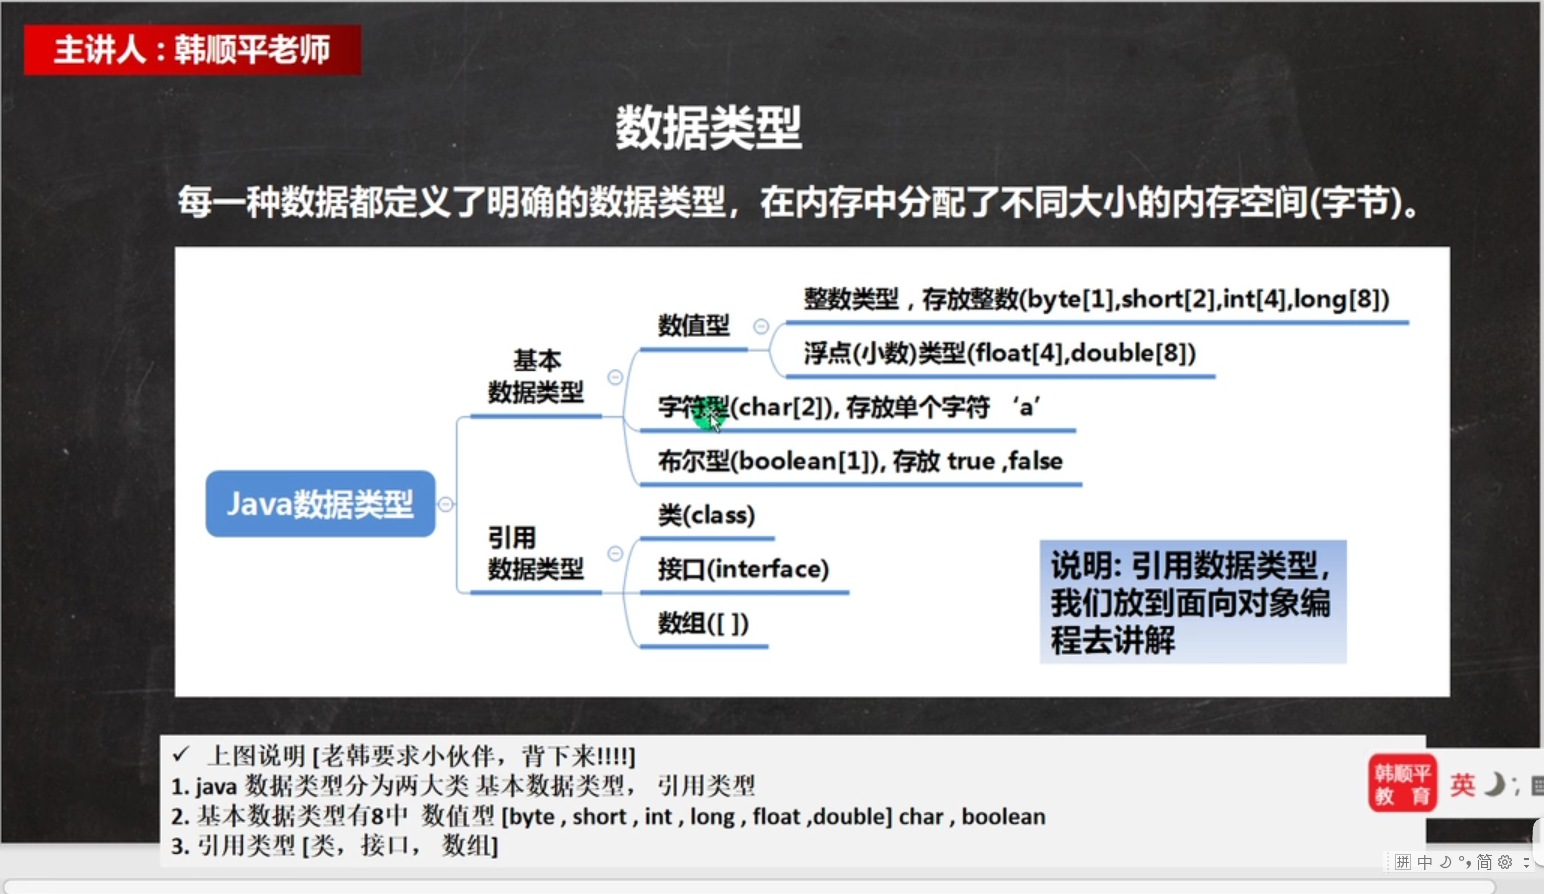 主讲人：韩顺平老师
数据类型
每一种数据都定义了明确的数据类型，在内存中分配了不同大小的内存空间(字节)。
整数类型，存放整数(byte[1],short[2],int[4],long[8])
数值型
浮点(小数)类型(float[4],double[8])
基本
数据类型
字符型(char[2]), 存放单个字符 ‘a’
布尔型(boolean[1]), 存放 true ,false
Java数据类型
类(class)
引用
数据类型
接口(interface)
数组([ ])
说明: 引用数据类型，
我们放到面向对象编
程去讲解
✓ 上图说明 [老韩要求小伙伴，背下来!!!!]
1. java 数据类型分为两大类 基本数据类型， 引用类型
2. 基本数据类型有8中 数值型 [byte , short , int , long , float ,double] char , boolean
3. 引用类型 [类，接口， 数组]
韩顺平
教 育
英
拼 中 简